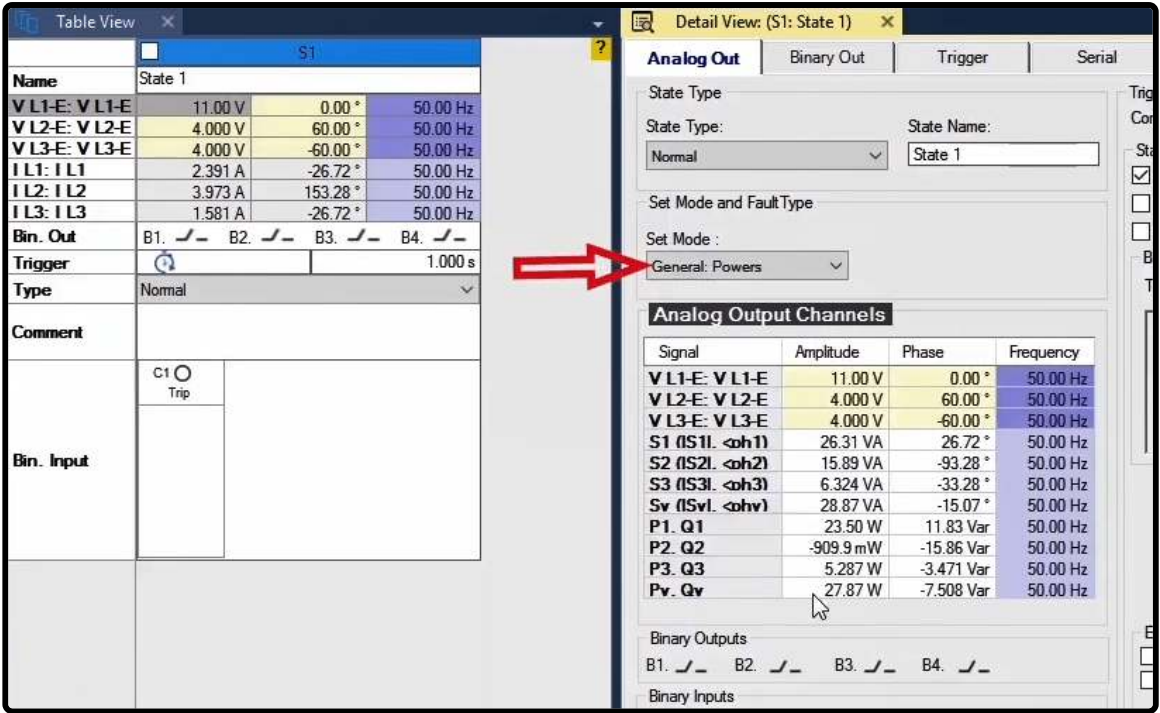 Table View
S1
Name State 1
V L1-E: V L1-E 11.00 V 0.00 ° 50.00 Hz
V L2-E: V L2-E 4.000 V 60.00 ° 50.00 Hz
V L3-E: V L3-E 4.000 V -60.00 ° 50.00 Hz
I L1: I L1 2.391 A -26.72 ° 50.00 Hz
I L2: I L2 3.973 A 153.28 ° 50.00 Hz
I L3: I L3 1.581 A -26.72 ° 50.00 Hz
Bin. Out B1. B2. B3. B4.
Trigger 1.000 s
Type Normal
Comment
C1
Trip
Bin. Input
?
Detail View: (S1: State 1)
Analog Out Binary Out Trigger Serial
State Type
State Type: State Name:
Normal State 1
Set Mode and FaultType
Set Mode :
General: Powers
Analog Output Channels
Signal Amplitude Phase Frequency
V L1-E: V L1-E 11.00 V 0.00 ° 50.00 Hz
V L2-E: V L2-E 4.000 V 60.00 ° 50.00 Hz
V L3-E: V L3-E 4.000 V -60.00 ° 50.00 Hz
S1 (|S1|. <ph1) 26.31 VA 26.72 ° 50.00 Hz
S2 (|S2|. <ph2) 15.89 VA -93.28 ° 50.00 Hz
S3 (|S3|. <ph3) 6.324 VA -33.28 ° 50.00 Hz
Sv (|Sv|. <phv) 28.87 VA -15.07 ° 50.00 Hz
P1. Q1 23.50 W 11.83 Var 50.00 Hz
P2. Q2 -909.9 mW -15.86 Var 50.00 Hz
P3. Q3 5.287 W -3.471 Var 50.00 Hz
Pv. Qv 27.87 W -7.508 Var 50.00 Hz
Binary Outputs
B1. B2. B3. B4.
Binary Inputs